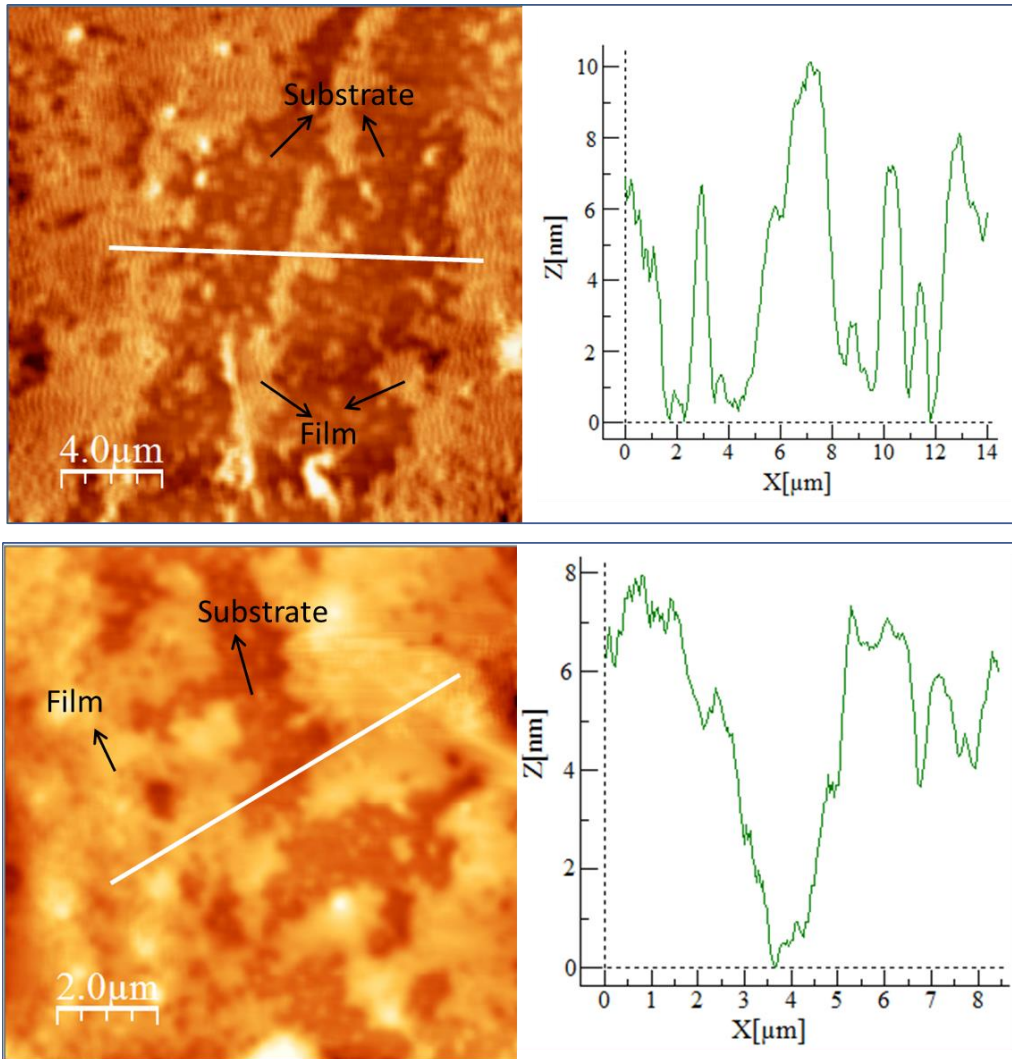 Substrate
Film
4.0μm
Z[nm]
10
8
6
4
2
0
0 2 4 6 8 10 12 14
X[μm]
Substrate
Film
2.0μm
Z[nm]
8
6
4
2
0
0 1 2 3 4 5 6 7 8
X[μm]